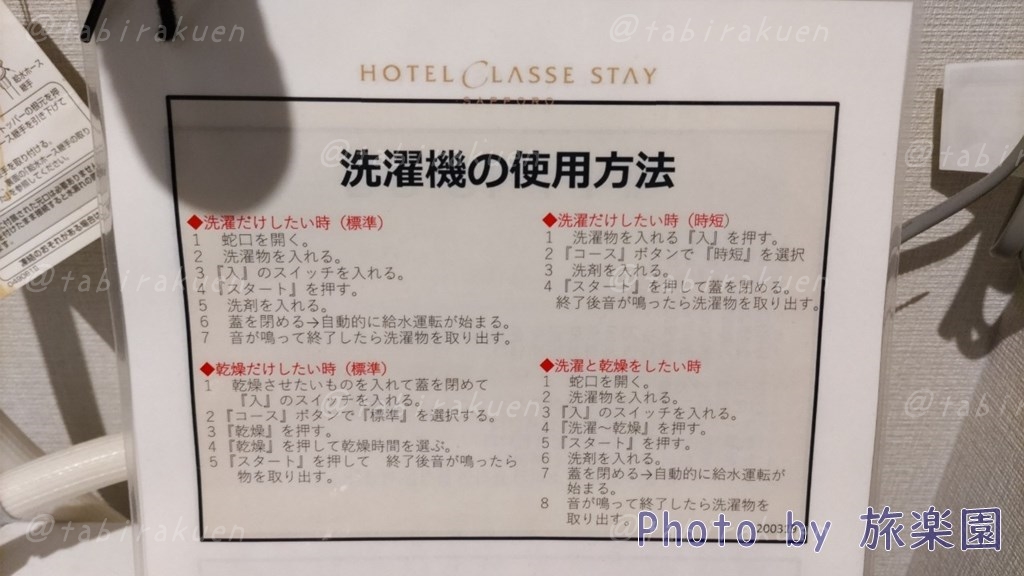 HOTEL CLASSE STAY
SAPPORO
洗濯機の使用方法
◆洗濯だけしたい時（標準）
1 蛇口を開く。
2 洗濯物を入れる。
3『入』のスイッチを入れる。
4『スタート』を押す。
5 洗剤を入れる。
6 蓋を閉める→自動的に給水運転が始まる。
7 音が鳴って終了したら洗濯物を取り出す。
◆洗濯だけしたい時（時短）
1 洗濯物を入れる『入』を押す。
2『コース』ボタンで『時短』を選択
3 洗剤を入れる。
4『スタート』を押して蓋を閉める。
終了後音が鳴ったら洗濯物を取り出す。
◆乾燥だけしたい時（標準）
1 乾燥させたいものを入れて蓋を閉めて
『入』のスイッチを入れる。
2『コース』ボタンで『標準』を選択する。
3『乾燥』を押す。
4『乾燥』を押して乾燥時間を選ぶ。
5『スタート』を押して 終了後音が鳴ったら
物を取り出す。
◆洗濯と乾燥をしたい時
1 蛇口を開く。
2 洗濯物を入れる。
3『入』のスイッチを入れる。
4『洗濯～乾燥』を押す。
5『スタート』を押す。
6 洗剤を入れる。
7 蓋を閉める→自動的に給水運転が
始まる。
8 音が鳴って終了したら洗濯物を
取り出す。
Photo by 旅楽園
@tabirakuen
@tabirakuen
@tabirakuen
@tabirakuen
@tabirakuen
@tabirakuen